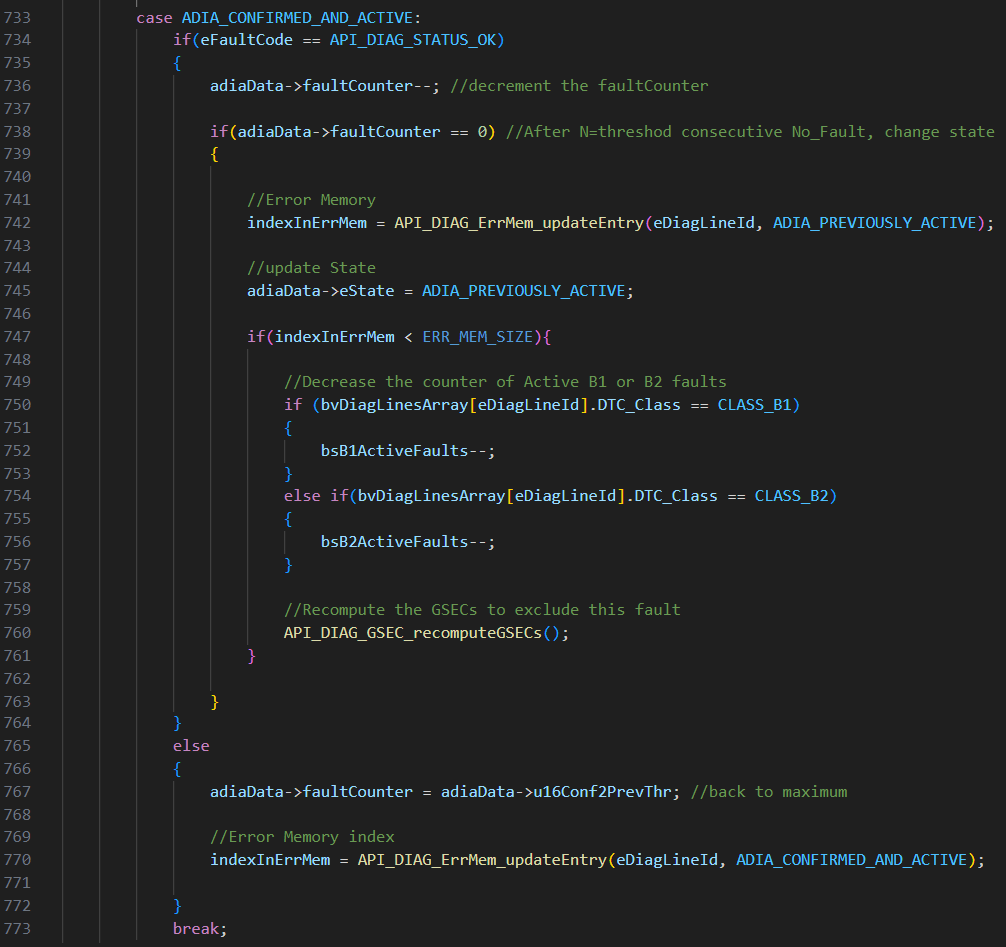 733 case ADIA_CONFIRMED_AND_ACTIVE:
734 if(eFaultCode == API_DIAG_STATUS_OK)
735 {
736 adiaData->faultCounter--; //decrement the faultCounter
737
738 if(adiaData->faultCounter == 0) //After N=threshod consecutive No_Fault, change state
739 {
740
741 //Error Memory
742 indexInErrMem = API_DIAG_ErrMem_updateEntry(eDiagLineId, ADIA_PREVIOUSLY_ACTIVE);
743
744 //update State
745 adiaData->eState = ADIA_PREVIOUSLY_ACTIVE;
746
747 if(indexInErrMem < ERR_MEM_SIZE){
748
749 //Decrease the counter of Active B1 or B2 faults
750 if (bvDiagLinesArray[eDiagLineId].DTC_Class == CLASS_B1)
751 {
752 bsB1ActiveFaults--;
753 }
754 else if(bvDiagLinesArray[eDiagLineId].DTC_Class == CLASS_B2)
755 {
756 bsB2ActiveFaults--;
757 }
758
759 //Recompute the GSECs to exclude this fault
760 API_DIAG_GSEC_recomputeGSECs();
761 }
762
763 }
764 }
765 else
766 {
767 adiaData->faultCounter = adiaData->u16Conf2PrevThr; //back to maximum
768
769 //Error Memory index
770 indexInErrMem = API_DIAG_ErrMem_updateEntry(eDiagLineId, ADIA_CONFIRMED_AND_ACTIVE);
771
772 }
773 break;